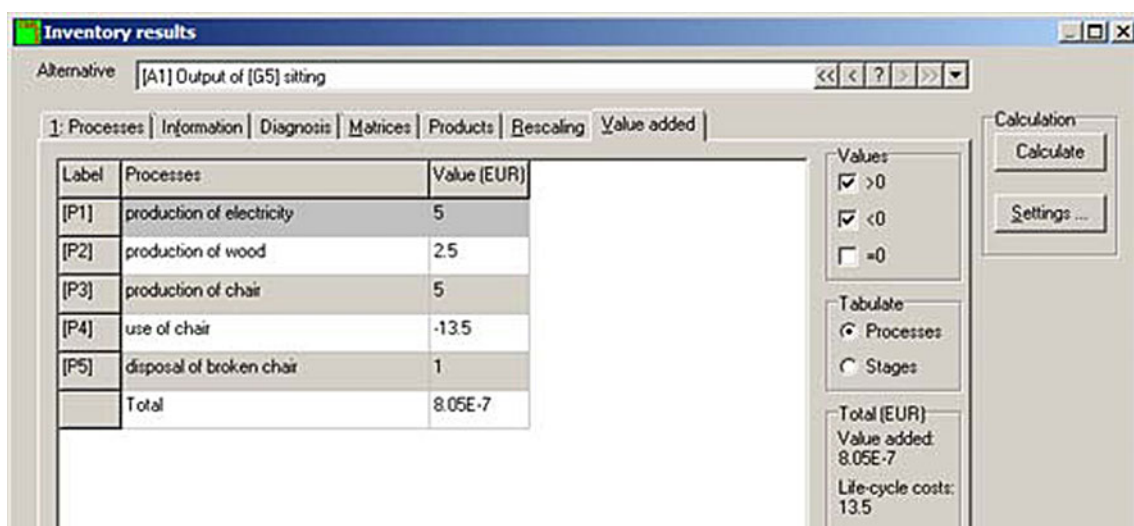 Inventory results
Alternative [A1] Output of [G5] sitting << < ? > >>
1: Processes Information Diagnosis Matrices Products Rescaling Value added
Label Processes Value (EUR)
[P1] production of electricity 5
[P2] production of wood 2.5
[P3] production of chair 5
[P4] use of chair -13.5
[P5] disposal of broken chair 1
Total 8.05E-7
Values
>0
<0
=0
Tabulate
Processes
Stages
Total (EUR)
Value added:
8.05E-7
Life-cycle costs:
13.5
Calculation
Calculate
Settings ...